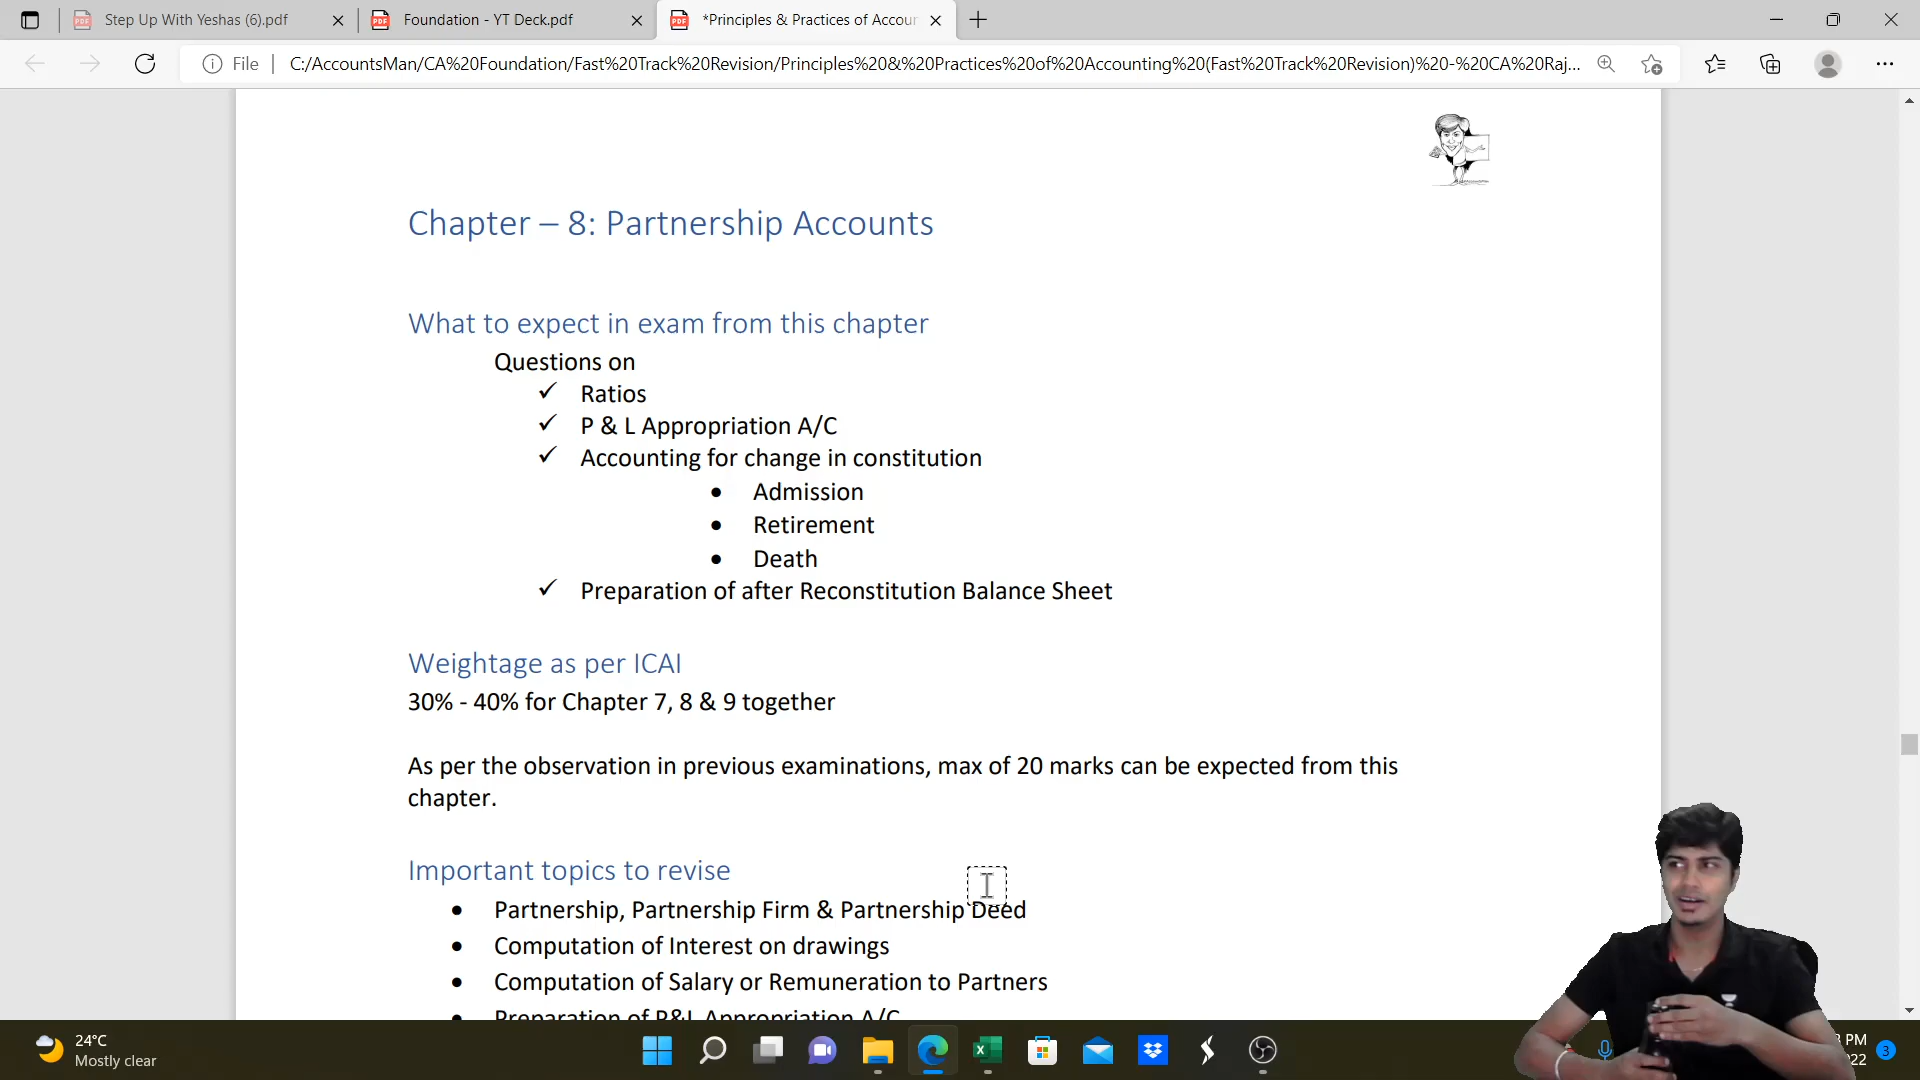 Step Up With Yeshas (6).pdf
Foundation - YT Deck.pdf
*Principles & Practices of Accour
File
C:/AccountsMan/CA%20Foundation/Fast%20Track%20Revision/Principles%20&%20Practices%20of%20Accounting%20(Fast%20Track%20Revision)%20-%20CA%20Raj...
Chapter – 8: Partnership Accounts
What to expect in exam from this chapter
Questions on
✓ Ratios
✓ P & L Appropriation A/C
✓ Accounting for change in constitution
• Admission
• Retirement
• Death
✓ Preparation of after Reconstitution Balance Sheet
Weightage as per ICAI
30% - 40% for Chapter 7, 8 & 9 together
As per the observation in previous examinations, max of 20 marks can be expected from this
chapter.
Important topics to revise
• Partnership, Partnership Firm & Partnership Deed
• Computation of Interest on drawings
• Computation of Salary or Remuneration to Partners
• Preparation of P&L Appropriation A/C
24°C
Mostly clear
PM
22
3